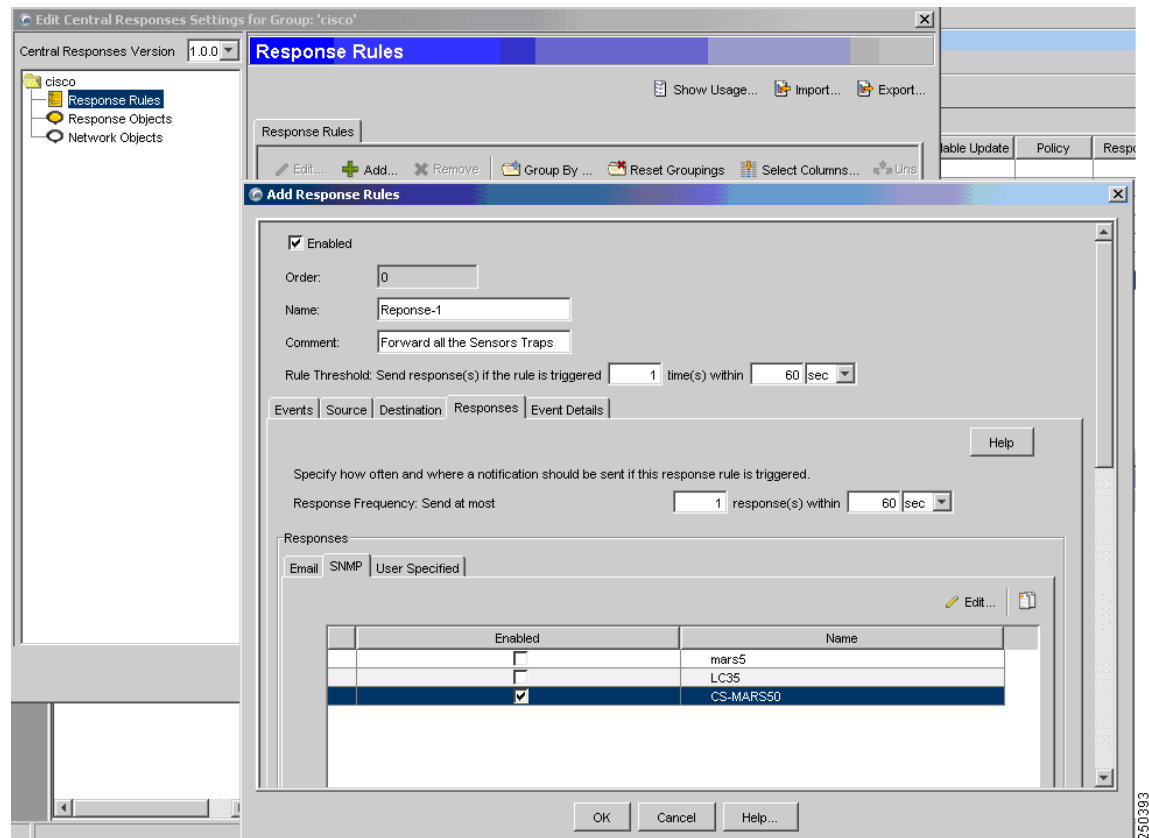 Edit Central Responses Settings for Group: 'cisco'
Central Responses Version 1.0.0
cisco
Response Rules
Response Objects
Network Objects
Response Rules
Show Usage... Import... Export...
Response Rules
Edit... Add... Remove Group By ... Reset Groupings Select Columns... Uns
lable Update Policy Respo
Add Response Rules
Enabled
Order: 0
Name: Reponse-1
Comment: Forward all the Sensors Traps
Rule Threshold: Send response(s) if the rule is triggered 1 time(s) within 60 sec
Events Source Destination Responses Event Details
Help
Specify how often and where a notification should be sent if this response rule is triggered.
Response Frequency: Send at most 1 response(s) within 60 sec
Responses
Email SNMP User Specified
Edit...
Enabled Name
mars5
LC35
CS-MARS50
OK Cancel Help...
250393